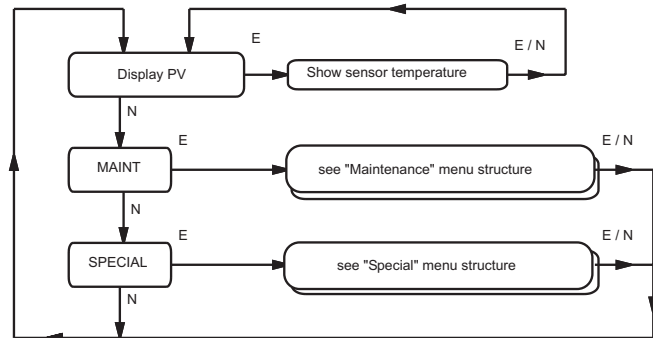 E
E / N
Display PV
Show sensor temperature
N
E
E / N
MAINT
see "Maintenance" menu structure
N
E
E / N
SPECIAL
see "Special" menu structure
N